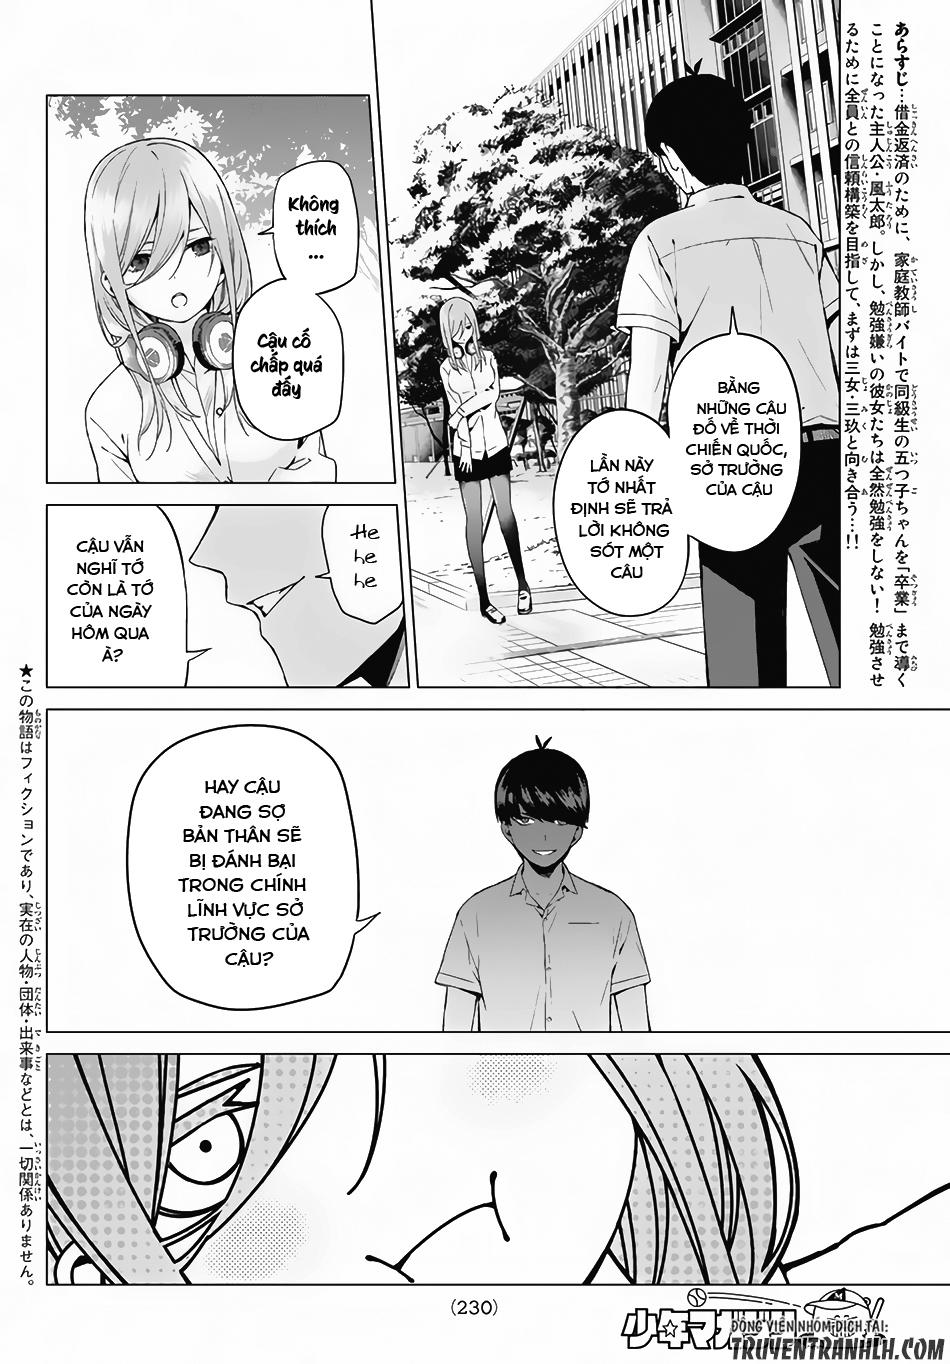 あらすじ…借金返済のために、家庭教師バイトで同級生の五つ子ちゃんを「卒業」まで導く
ことになった主人公・風太郎。しかし、勉強嫌いの彼女たちは全然勉強をしない！勉強させ
るために全員との信頼構築を目指して、まずは三女・三玖と向き合う…!!
BẰNG
NHỮNG CÂU
ĐỐ VỀ THỜI
CHIẾN QUỐC,
SỞ TRƯỜNG
CỦA CẬU
LẦN NÀY
TỚ NHẤT
ĐỊNH SẼ TRẢ
LỜI KHÔNG
SÓT MỘT
CÂU
Không
thích
...
Cậu cố
chấp quá
đấy
He
he
he
CẬU VẪN
NGHĨ TỚ
CÒN LÀ TỚ
CỦA NGÀY
HÔM QUA
À?
HAY CẬU
ĐANG SỢ
BẢN THÂN SẼ
BỊ ĐÁNH BẠI
TRONG CHÍNH
LĨNH VỰC SỞ
TRƯỜNG CỦA
CẬU?
★この物語はフィクションであり、実在の人物・団体・出来事などとは、一切関係ありません。
(230)
少年マガジン
ĐỘNG VIÊN NHÓM DỊCH TẠI:
TRUYENTRANHLH.COM